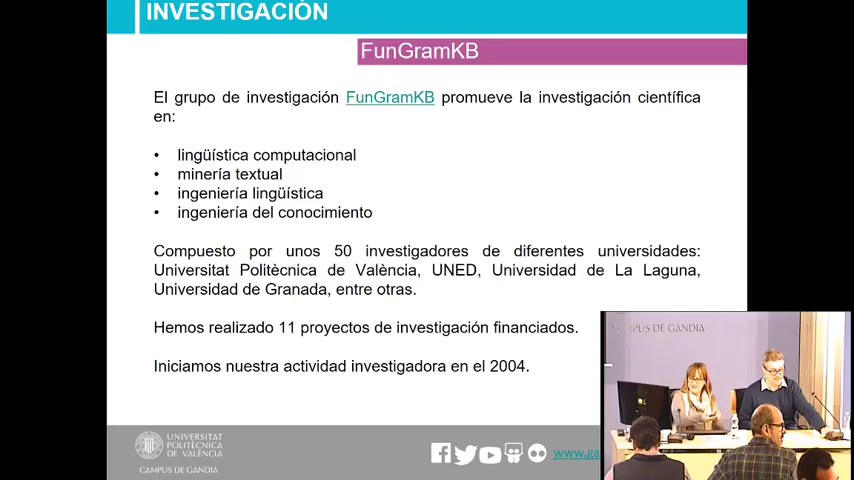 INVESTIGACIÓN
FunGramKB
El grupo de investigación FunGramKB promueve la investigación científica
en:
• lingüística computacional
• minería textual
• ingeniería lingüística
• ingeniería del conocimiento
Compuesto por unos 50 investigadores de diferentes universidades:
Universitat Politècnica de València, UNED, Universidad de La Laguna,
Universidad de Granada, entre otras.
Hemos realizado 11 proyectos de investigación financiados.
Iniciamos nuestra actividad investigadora en el 2004.
UNIVERSITAT
POLITÈCNICA
DE VALÈNCIA
CAMPUS DE GANDIA
www.ga
CAMPUS DE GANDIA